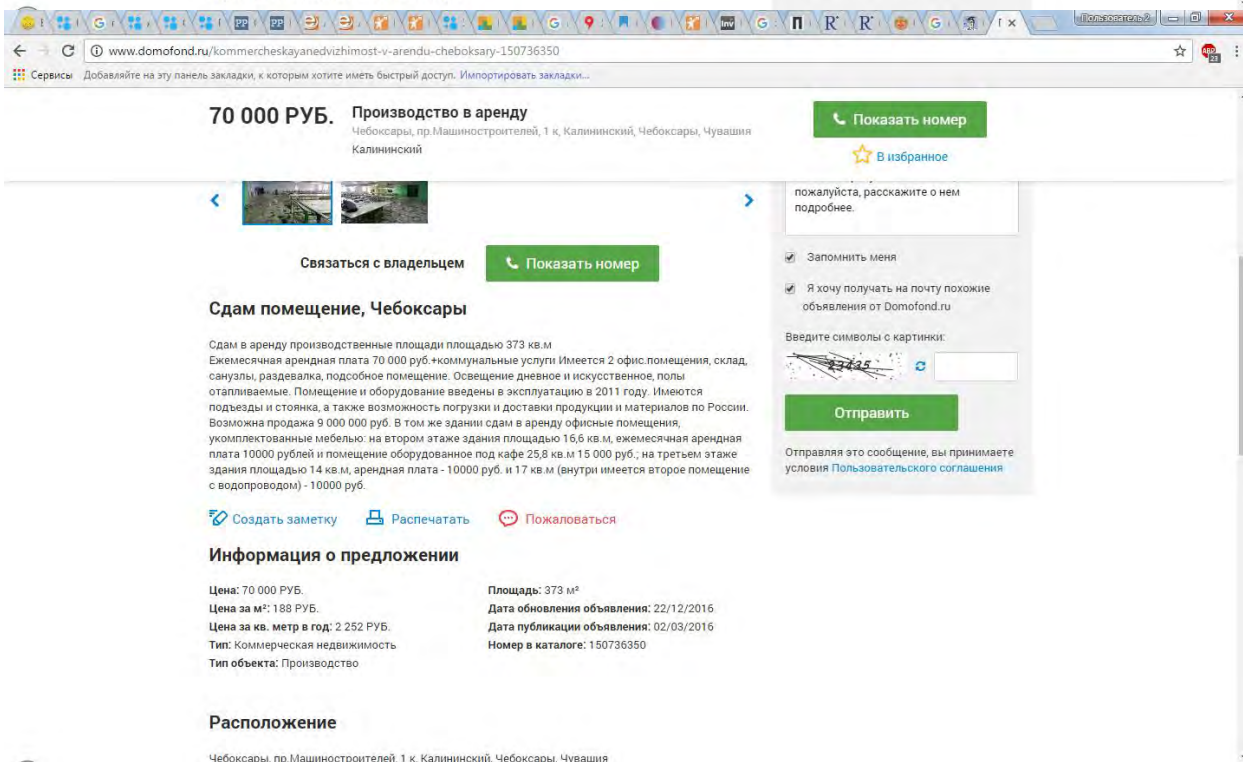 Пользователь2
www.domofond.ru/kommercheskayanedvizhimost-v-arendu-cheboksary-150736350
Сервисы Добавляйте на эту панель закладки, к которым хотите иметь быстрый доступ. Импортировать закладки...
70 000 РУБ.
Производство в аренду
Чебоксары, пр.Машиностроителей, 1 к, Калининский, Чебоксары, Чувашия
Калининский
Показать номер
В избранное
пожалуйста, расскажите о нем
подробнее.
Связаться с владельцем
Показать номер
Запомнить меня
Я хочу получать на почту похожие
объявления от Domofond.ru
Введите символы с картинки:
Отправить
Отправляя это сообщение, вы принимаете
условия Пользовательского соглашения
Сдам помещение, Чебоксары
Сдам в аренду производственные площади площадью 373 кв.м
Ежемесячная арендная плата 70 000 руб.+коммунальные услуги Имеется 2 офис.помещения, склад,
санузлы, раздевалка, подсобное помещение. Освещение дневное и искусственное, полы
отапливаемые. Помещение и оборудование введены в эксплуатацию в 2011 году. Имеются
подъезды и стоянка, а также возможность погрузки и доставки продукции и материалов по России.
Возможна продажа 9 000 000 руб. В том же здании сдам в аренду офисные помещения,
укомплектованные мебелью: на втором этаже здания площадью 16,6 кв.м, ежемесячная арендная
плата 10000 рублей и помещение оборудованное под кафе 25,8 кв.м 15 000 руб.; на третьем этаже
здания площадью 14 кв.м, арендная плата - 10000 руб. и 17 кв.м (внутри имеется второе помещение
с водопроводом) - 10000 руб.
Создать заметку Распечатать Пожаловаться
Информация о предложении
Цена: 70 000 РУБ.
Цена за м²: 188 РУБ.
Цена за кв. метр в год: 2 252 РУБ.
Тип: Коммерческая недвижимость
Тип объекта: Производство
Площадь: 373 м²
Дата обновления объявления: 22/12/2016
Дата публикации объявления: 02/03/2016
Номер в каталоге: 150736350
Расположение
Чебоксары, пр.Машиностроителей, 1 к, Калининский, Чебоксары, Чувашия